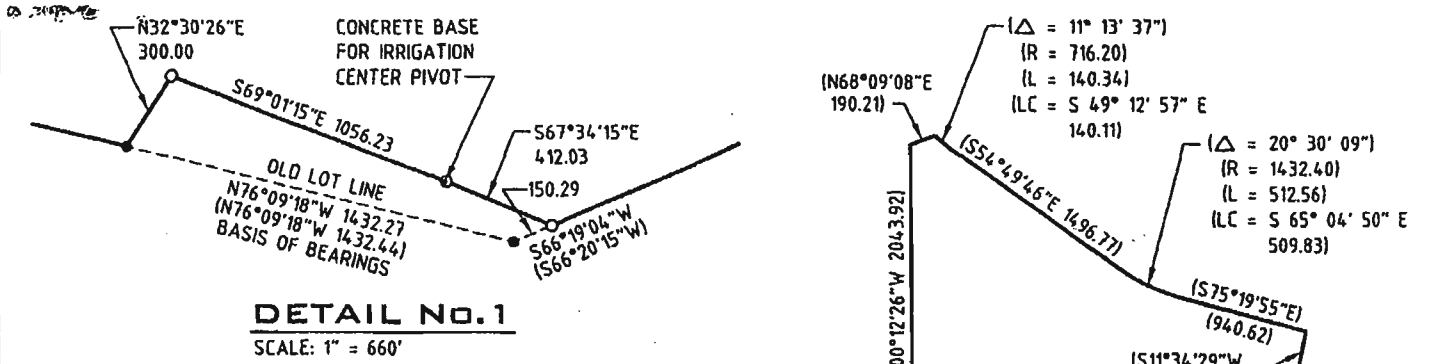 N32°30'26"E
300.00
CONCRETE BASE
FOR IRRIGATION
CENTER PIVOT
S69°01'15"E 1056.23
S67°34'15"E
412.03
150.29
OLD LOT LINE
N76°09'18"W 1432.27
(N76°09'18"W 1432.44)
BASIS OF BEARINGS
S66°19'04"W
(S66°20'15"W)
DETAIL No.1
SCALE: 1" = 660'
(N68°09'08"E
190.21)
(Δ = 11° 13' 37")
(R = 716.20)
(L = 140.34)
(LC = S 49° 12' 57" E
140.11)
(S54°49'46"E 1496.77)
(Δ = 20° 30' 09")
(R = 1432.40)
(L = 512.56)
(LC = S 65° 04' 50" E
509.83)
00°12'26"W 2043.92)
(S75°19'55"E)
(940.62)
(S11°34'29"W